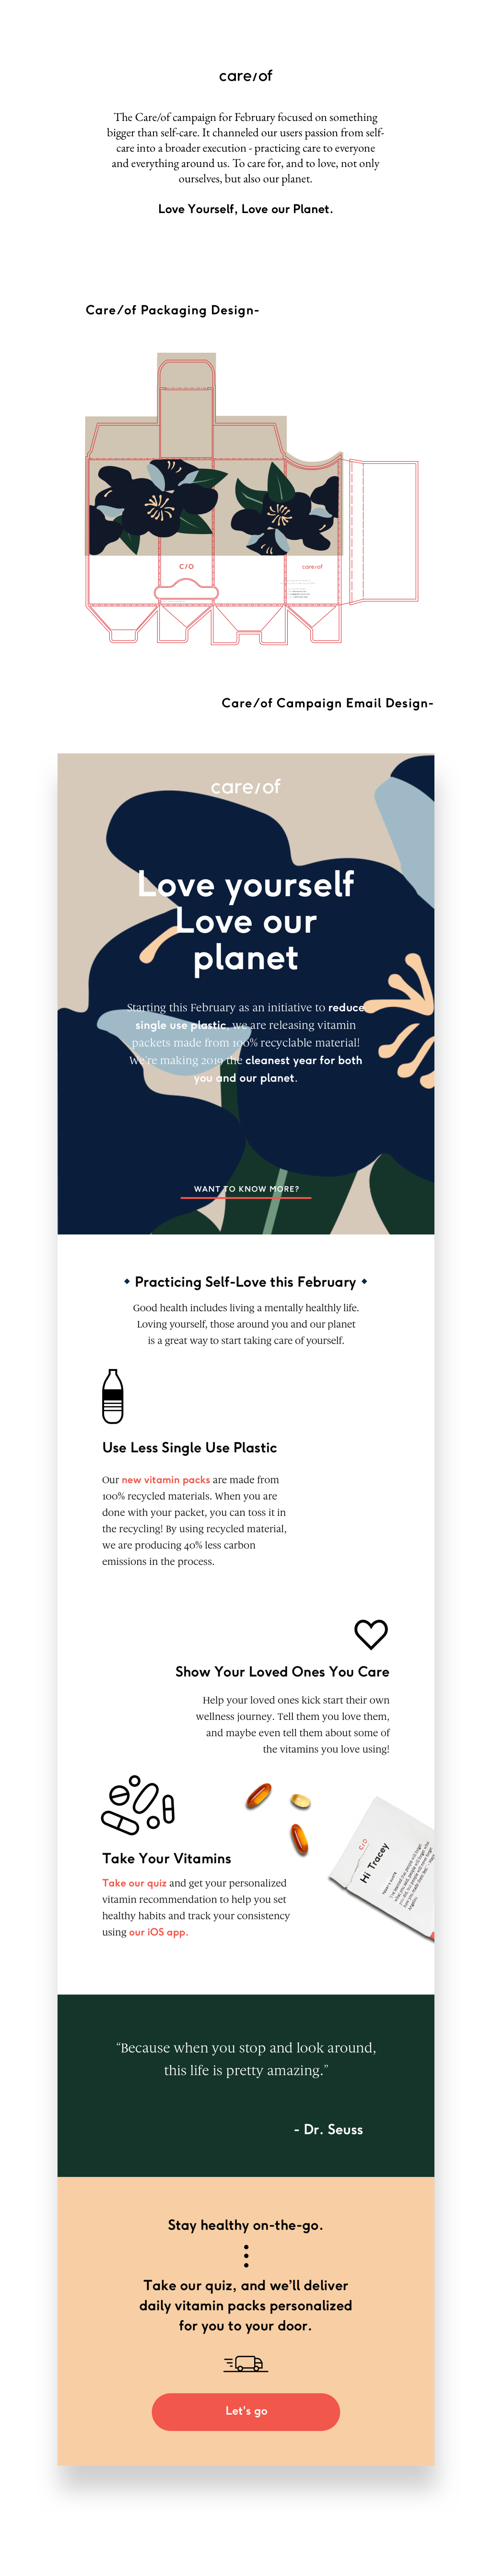 care/of
The Care/of campaign for February focused on something
bigger than self-care. It channeled our users passion from self-
care into a broader execution - practicing care to everyone
and everything around us. To care for, and to love, not only
ourselves, but also our planet.
Love Yourself, Love our Planet.
Care/of Packaging Design-
C/O
care/of
Care/of Campaign Email Design-
care/of
Love yourself
Love our
planet
Starting this February as an initiative to reduce
single use plastic, we are releasing vitamin
packets made from 100% recyclable material!
We're making 2019 the cleanest year for both
you and our planet.
WANT TO KNOW MORE?
Practicing Self-Love this February
Good health includes living a mentally healthly life.
Loving yourself, those around you and our planet
is a great way to start taking care of yourself.
Use Less Single Use Plastic
Our new vitamin packs are made from
100% recycled materials. When you are
done with your packet, you can toss it in
the recycling! By using recycled material,
we are producing 40% less carbon
emissions in the process.
Show Your Loved Ones You Care
Help your loved ones kick start their own
wellness journey. Tell them you love them,
and maybe even tell them about some of
the vitamins you love using!
C/O
Hi Tracey
Take Your Vitamins
Take our quiz and get your personalized
vitamin recommendation to help you set
healthy habits and track your consistency
using our iOS app.
“Because when you stop and look around,
this life is pretty amazing.”
- Dr. Seuss
Stay healthy on-the-go.
Take our quiz, and we’ll deliver
daily vitamin packs personalized
for you to your door.
Let's go